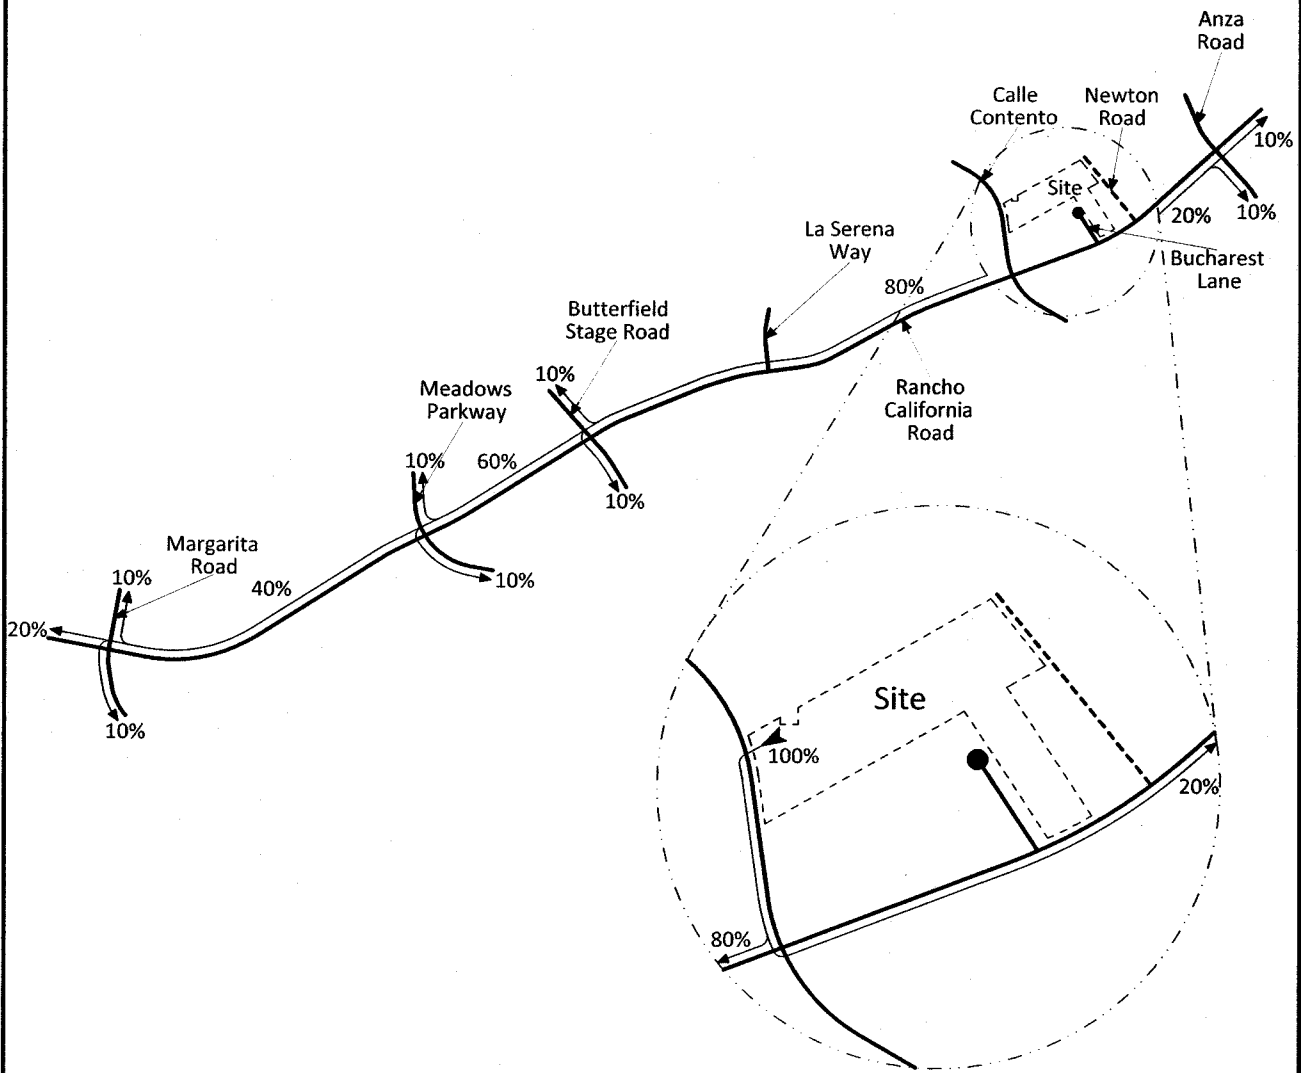 Anza
Road
Calle
Contento
Newton
Road
10%
Site
10%
20%
La Serena
Way
Bucharest
Lane
80%
Butterfield
Stage Road
10%
Rancho
California
Road
Meadows
Parkway
10%
60%
10%
Margarita
Road
10%
40%
10%
20%
10%
Site
100%
20%
80%